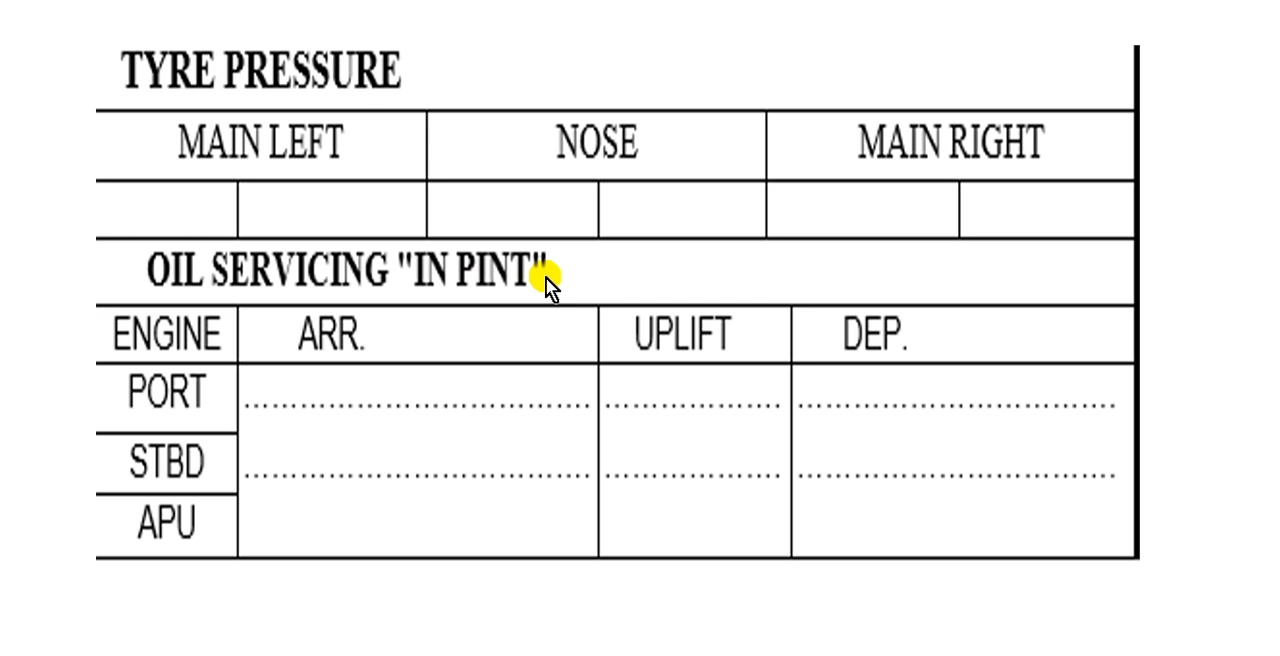 TYRE PRESSURE
MAIN LEFT NOSE MAIN RIGHT
OIL SERVICING "IN PINT"
ENGINE ARR. UPLIFT DEP.
PORT ........................................ .................... ....................................
STBD ........................................ .................... ....................................
APU